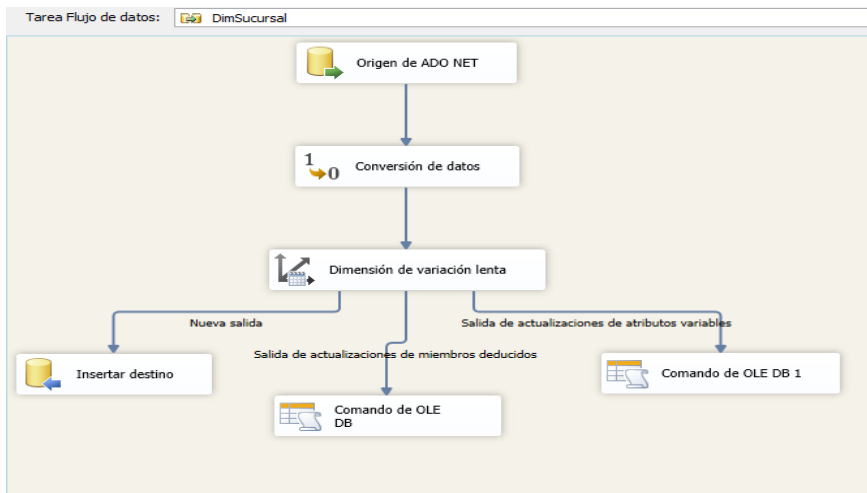 Tarea Flujo de datos: DimSucursal
Origen de ADO NET
1
0
Conversión de datos
Dimensión de variación lenta
Nueva salida
Salida de actualizaciones de atributos variables
Salida de actualizaciones de miembros deducidos
Insertar destino
Comando de OLE
DB
Comando de OLE DB 1